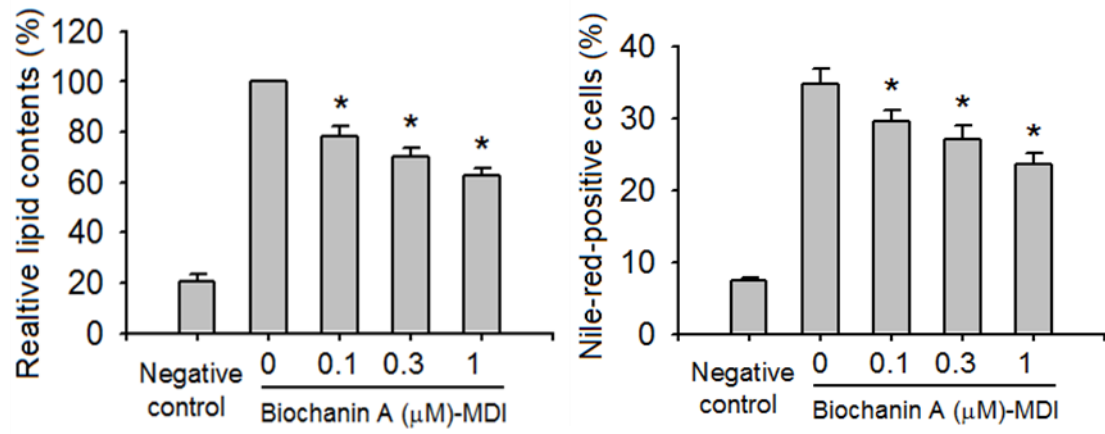 Realtive lipid contents (%)
120
100
80
60
40
20
0
* * *
Negative
control
0 0.1 0.3 1
Biochanin A (μM)-MDI
Nile-red-positive cells (%)
40
30
20
10
0
* * *
Negative
control
0 0.1 0.3 1
Biochanin A (μM)-MDI